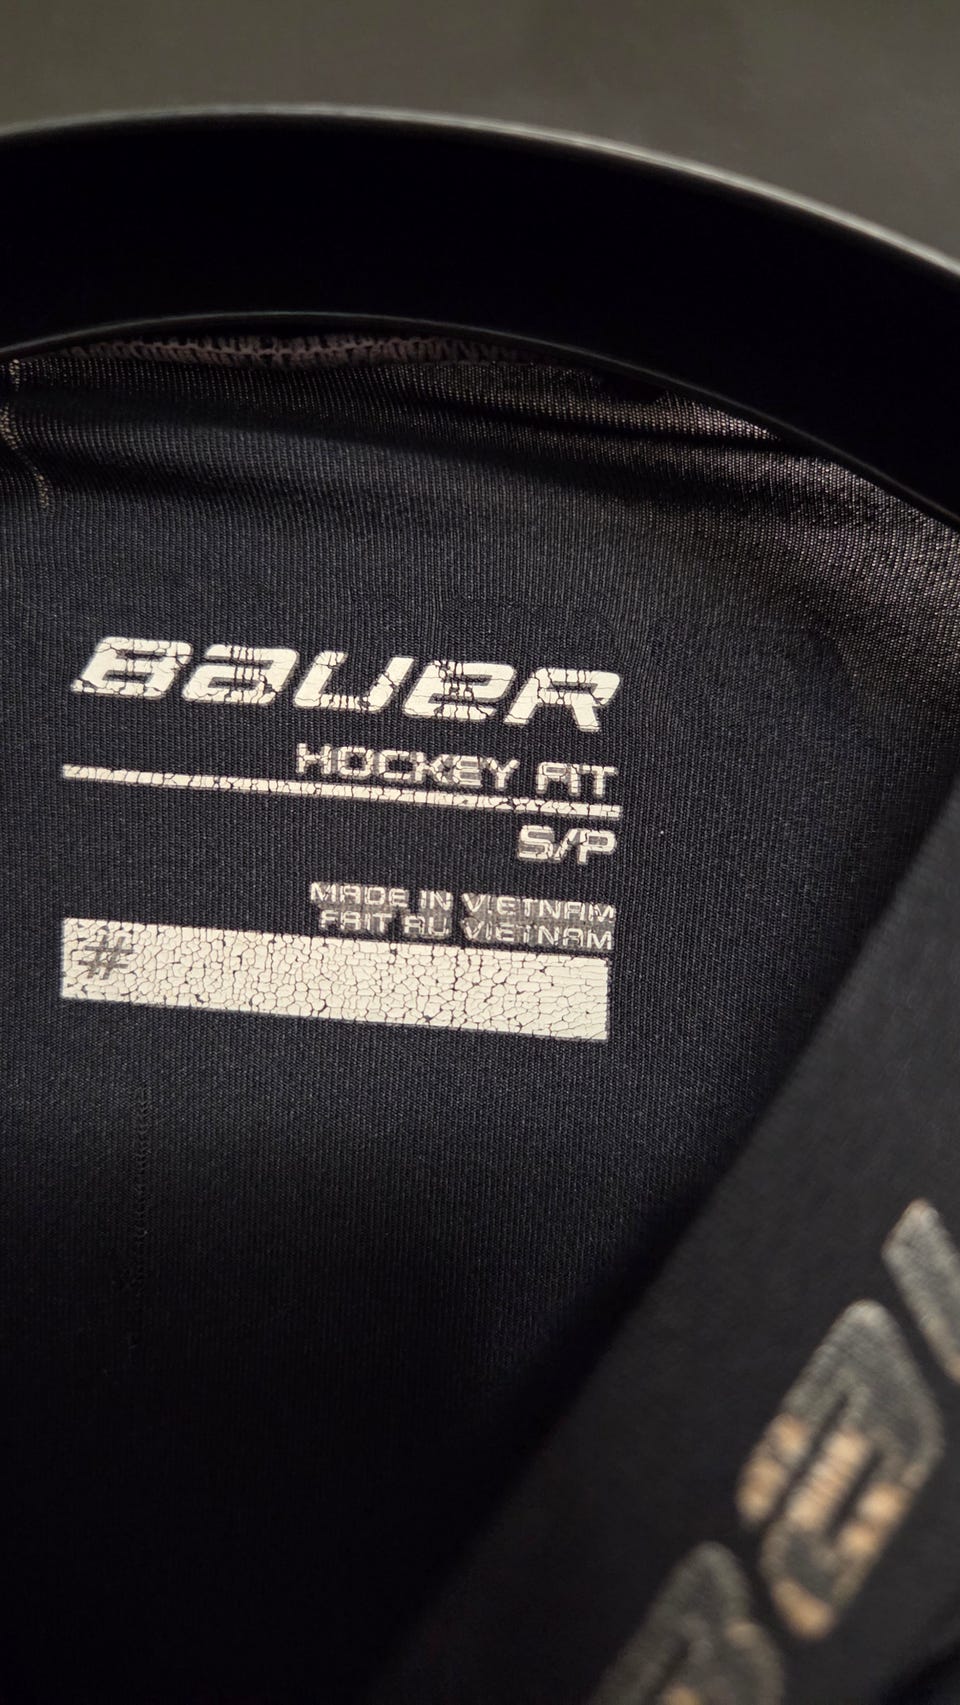 BAUER
HOCKEY FIT
S/P
MADE IN VIETNAM
FAIT AU VIETNAM
#